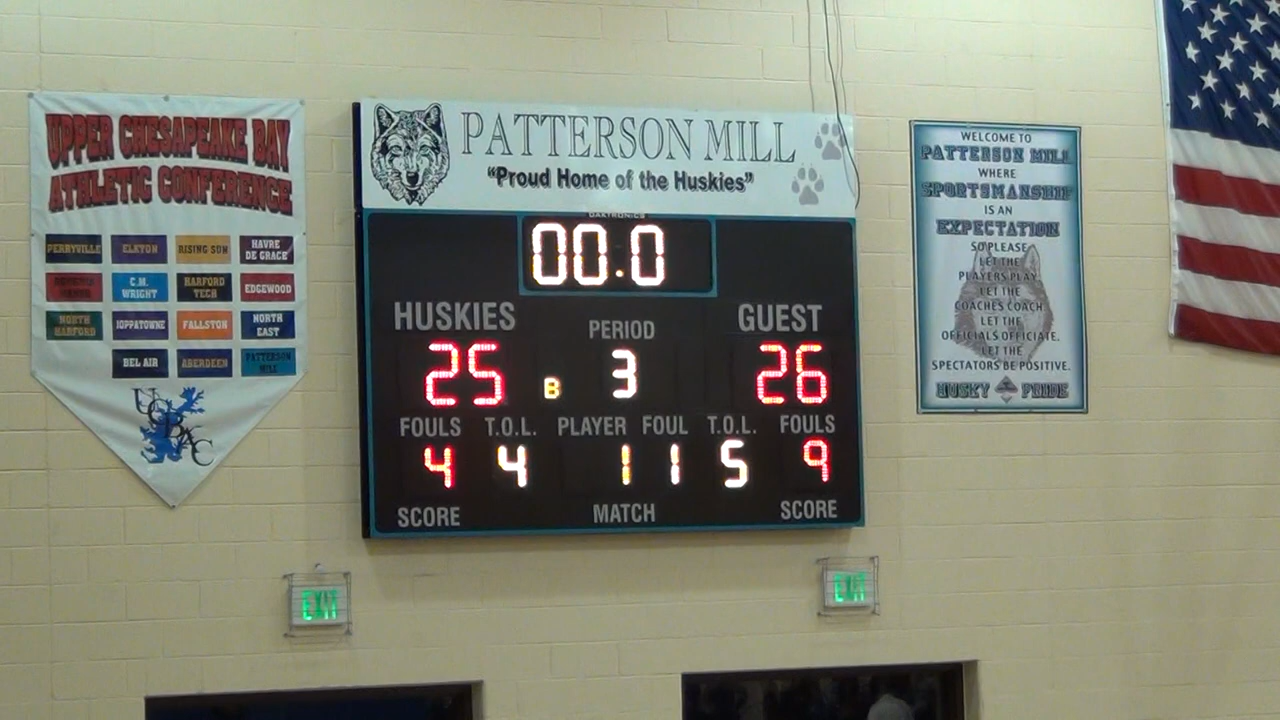 UPPER CHESAPEAKE BAY
ATHLETIC CONFERENCE
PERRYVILLE
ELKTON
RISING SUN
HAVRE
DE GRACE
C.M.
WRIGHT
HARFORD
TECH
EDGEWOOD
NORTH
HARFORD
JOPPATOWNE
FALLSTON
NORTH
EAST
BEL AIR
ABERDEEN
PATTERSON
MILL
UCBAC
PATTERSON MILL
“Proud Home of the Huskies”
DAKTRONICS
00.0
HUSKIES
PERIOD
GUEST
25 B 3 26
FOULS T.O.L. PLAYER FOUL T.O.L. FOULS
4 4 1 1 5 9
SCORE MATCH SCORE
WELCOME TO
PATTERSON MILL
WHERE
SPORTSMANSHIP
IS AN
EXPECTATION
SO PLEASE
LET THE
PLAYERS PLAY.
LET THE
COACHES COACH
LET THE
OFFICIALS OFFICIATE.
LET THE
SPECTATORS BE POSITIVE.
HUSKY PRIDE
EXIT
EXIT